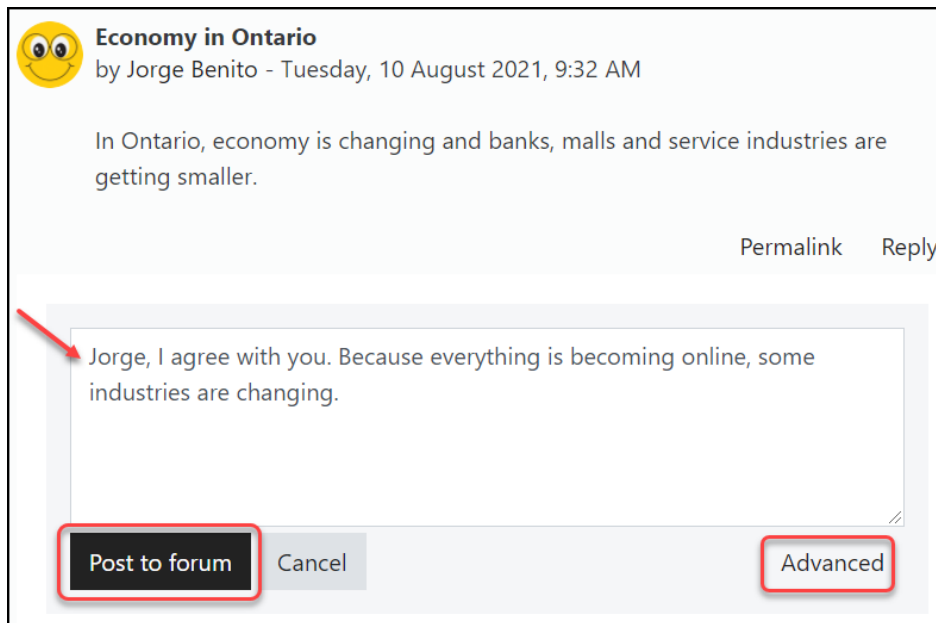 Economy in Ontario
by Jorge Benito - Tuesday, 10 August 2021, 9:32 AM
In Ontario, economy is changing and banks, malls and service industries are
getting smaller.
Permalink Reply
Jorge, I agree with you. Because everything is becoming online, some
industries are changing.
Post to forum Cancel Advanced